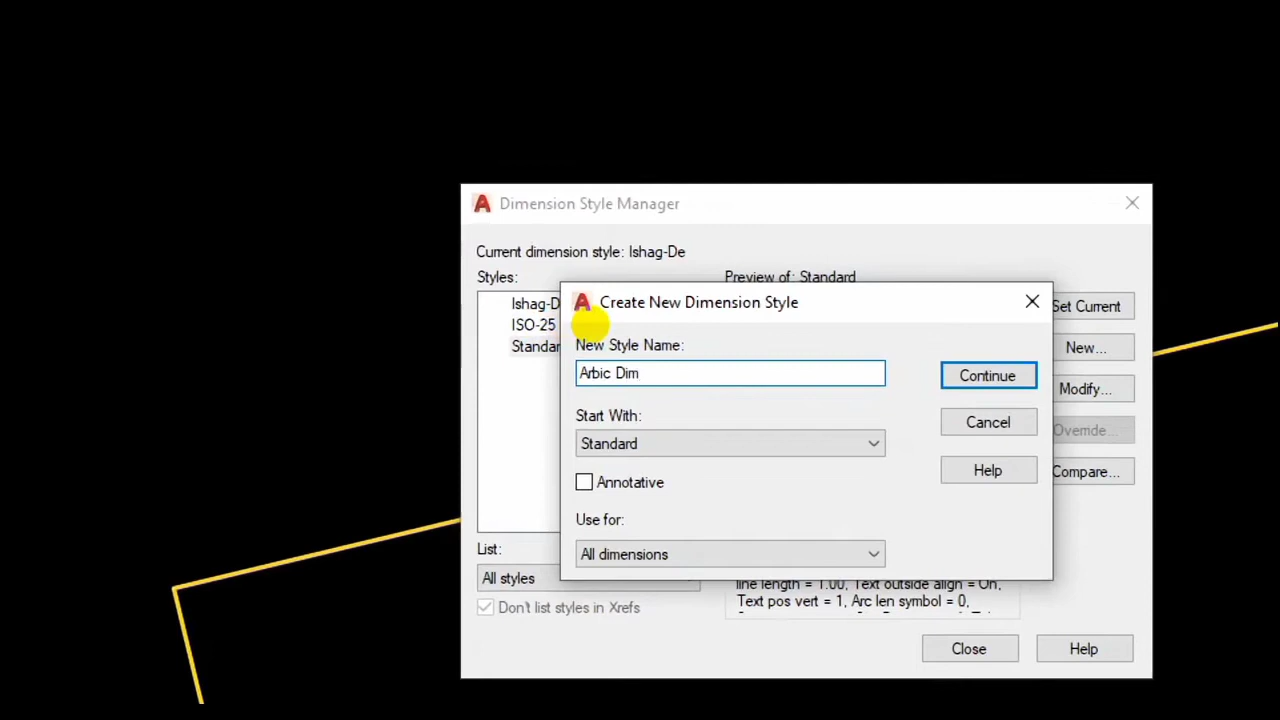 Dimension Style Manager
Current dimension style: Ishag-De
Styles:
Preview of: Standard
Ishag-D
ISO-25
Standar
Set Current
New...
Modify...
Override...
Compare...
Create New Dimension Style
New Style Name:
Arbic Dim
Continue
Start With:
Standard
Cancel
Annotative
Help
Use for:
All dimensions
List:
All styles
Don't list styles in Xrefs
line length = 1.00, Text outside align = On,
Text pos vert = 1, Arc len symbol = 0,
Close
Help